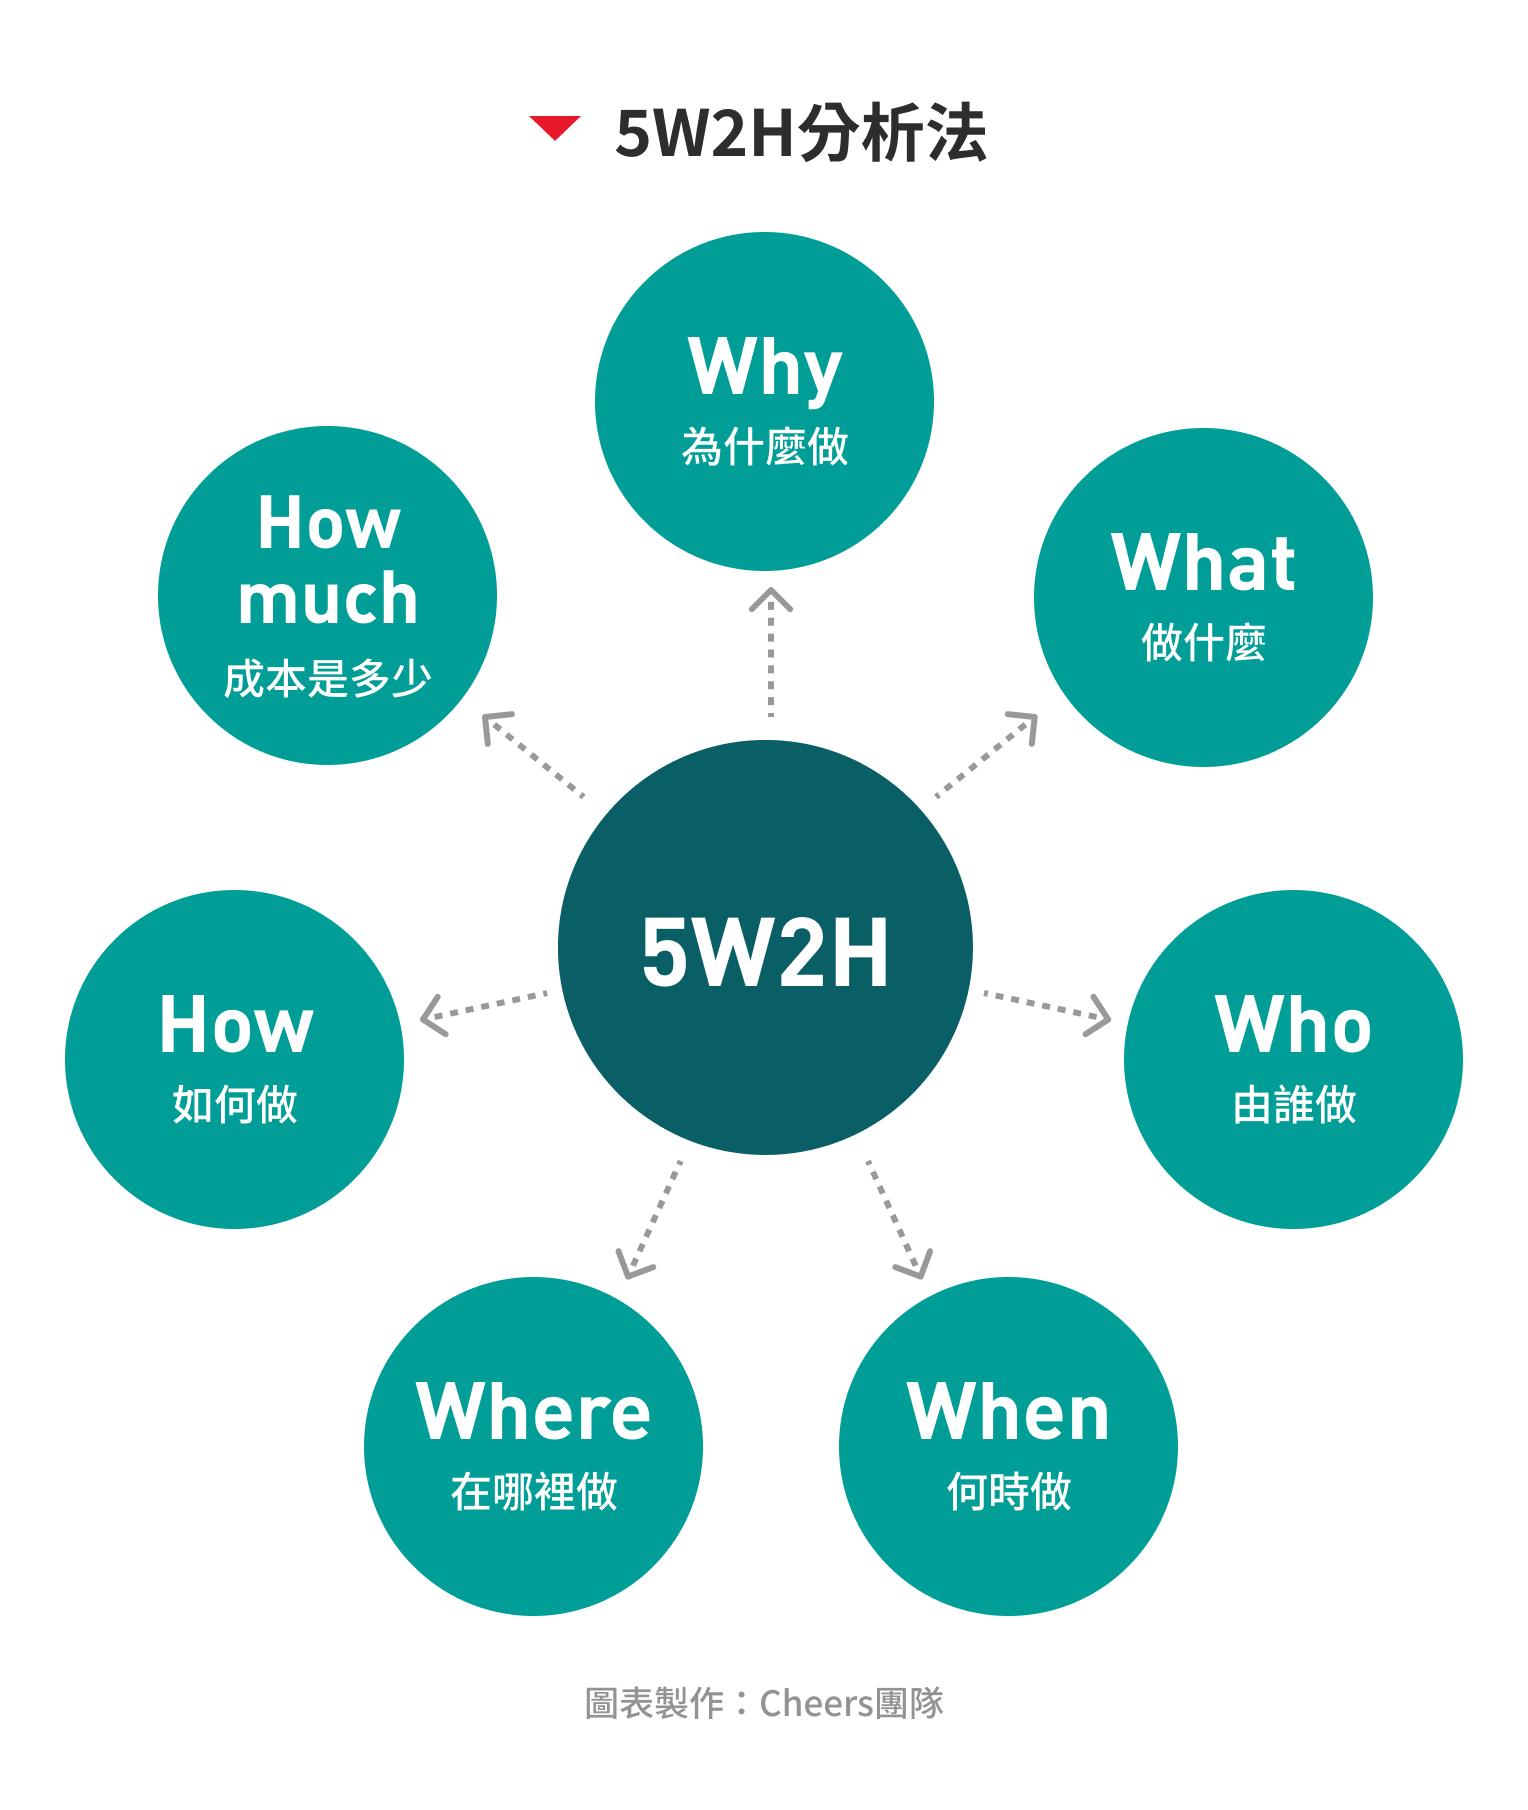 5W2H分析法
Why
為什麼做
What
做什麼
Who
由誰做
When
何時做
Where
在哪裡做
How
如何做
How
much
成本是多少
5W2H
圖表製作：Cheers團隊